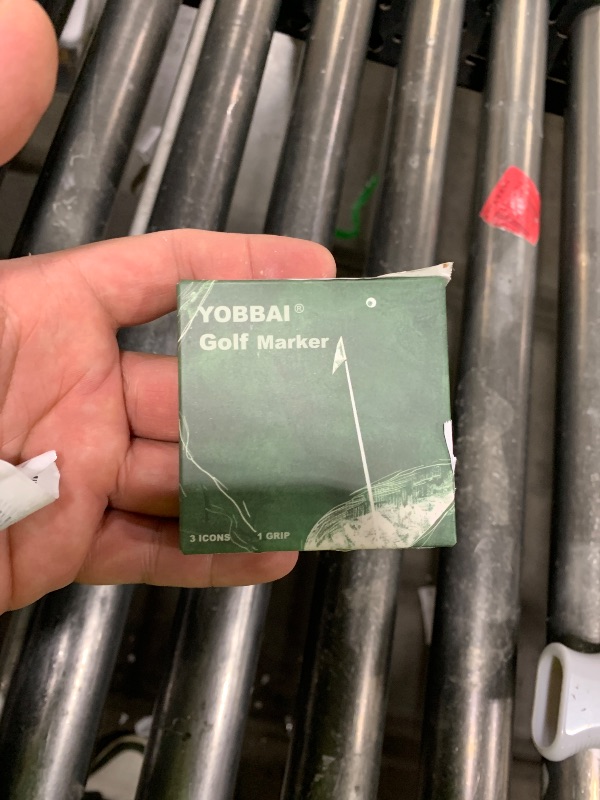 YOBBAI®
Golf Marker
3 ICONS 1 GRIP